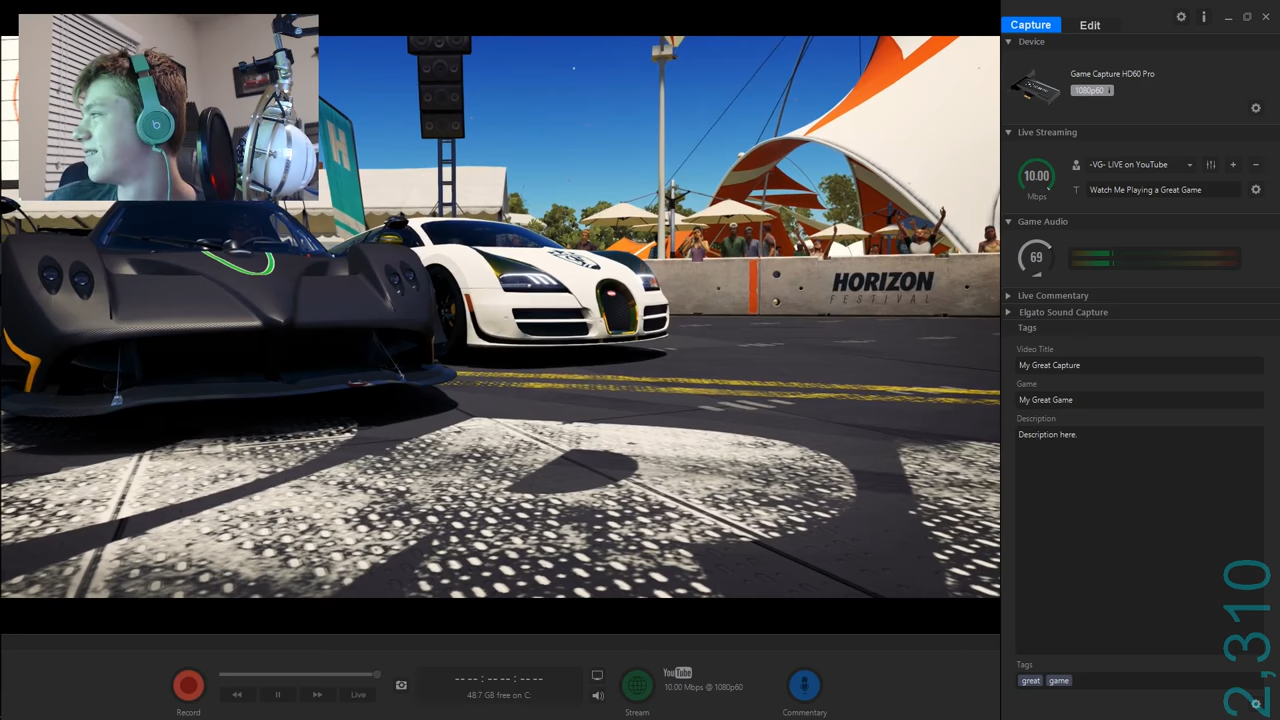 Capture
Edit
Device
Game Capture HD60 Pro
1080p60
Live Streaming
10.00
Mbps
-VG- LIVE on YouTube
T
Watch Me Playing a Great Game
Game Audio
69
Live Commentary
Elgato Sound Capture
Tags
Video Title
My Great Capture
Game
My Great Game
Description
Description here.
Tags
great
game
2,310
H
HORIZON
FESTIVAL
b
Record
Live
--:--:--:--
48.7 GB free on C:
Stream
YouTube
10.00 Mbps @ 1080p60
Commentary